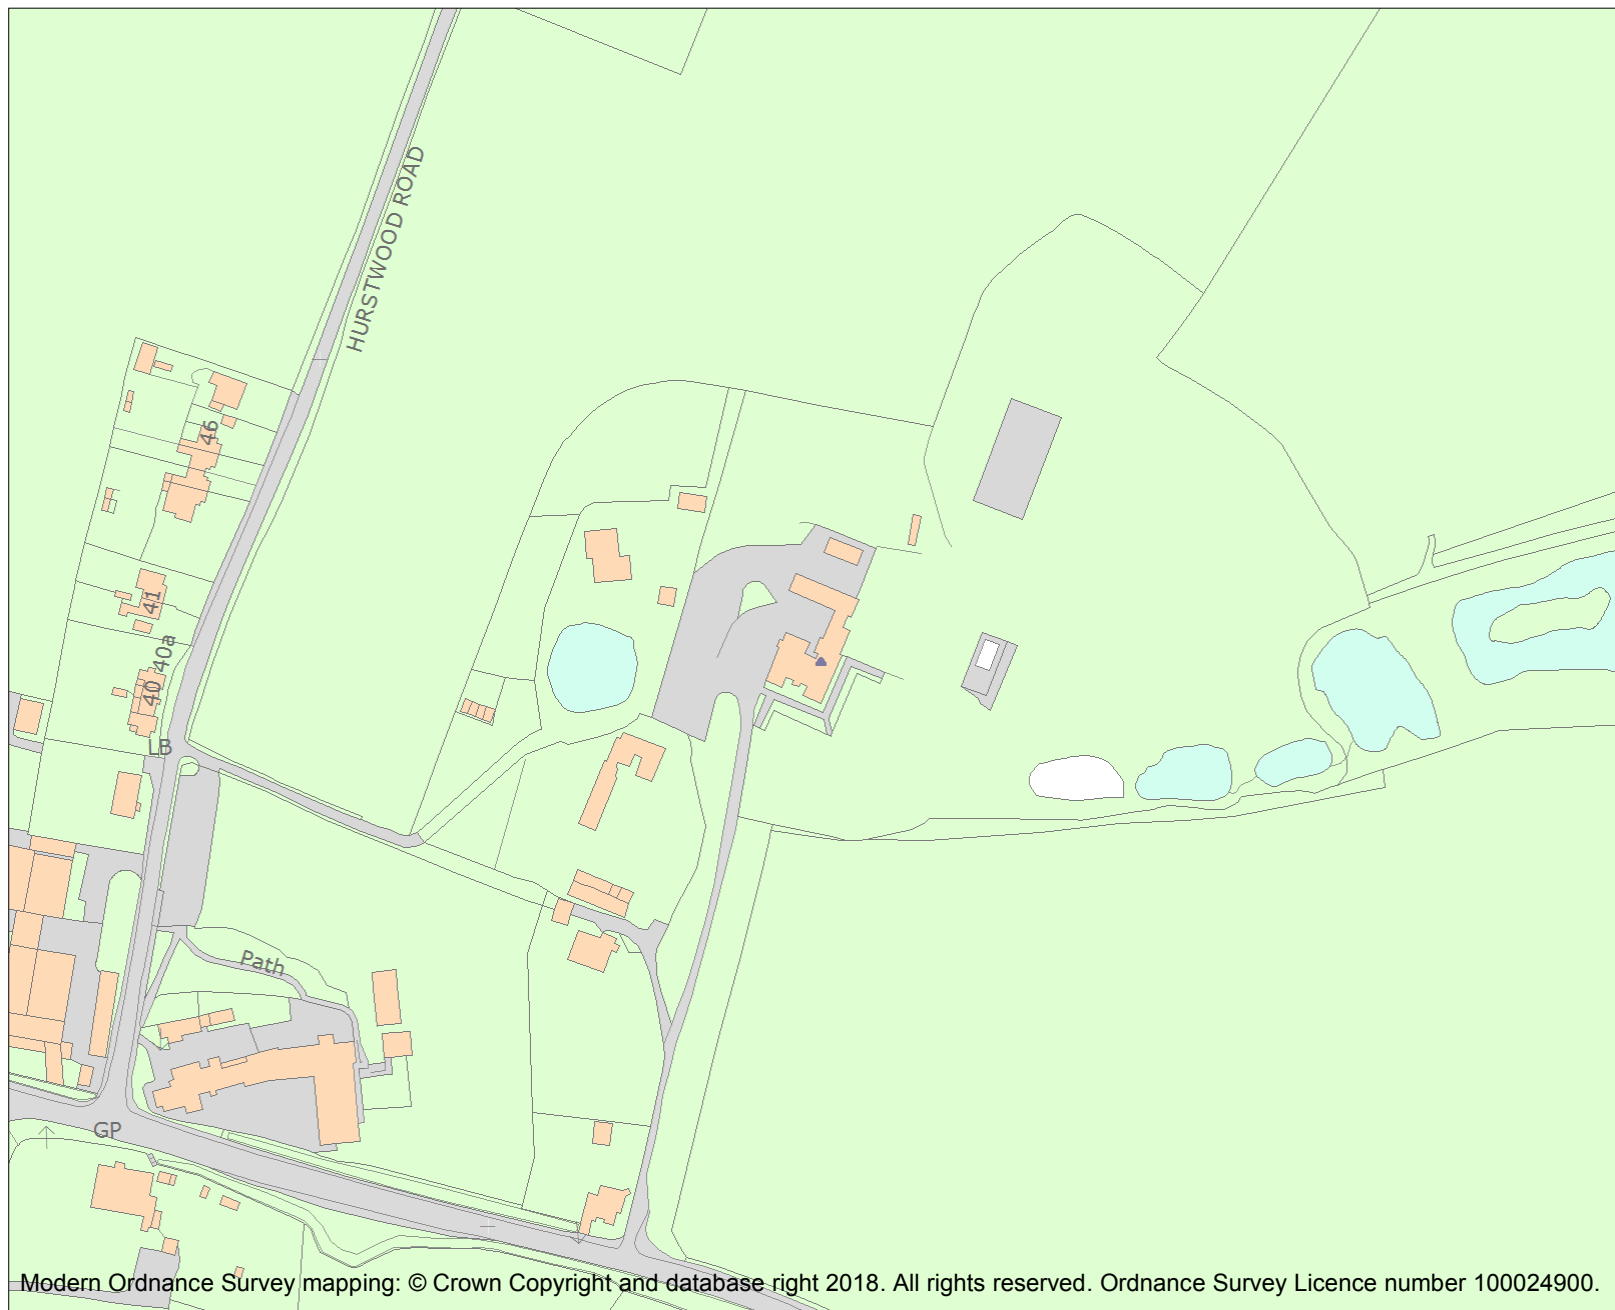 HURSTWOOD ROAD
46
41
40a
40
LB
Path
GP
Modern Ordnance Survey mapping: © Crown Copyright and database right 2018. All rights reserved. Ordnance Survey Licence number 100024900.